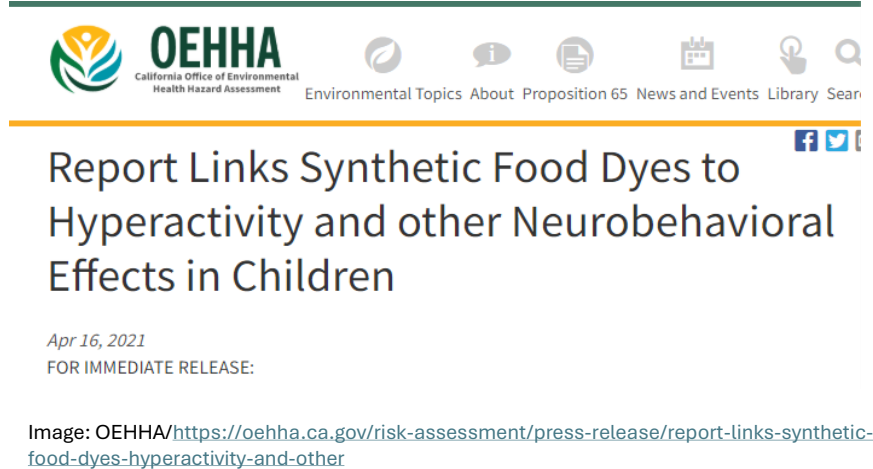 OEHHA
California Office of Environmental
Health Hazard Assessment
Environmental Topics About Proposition 65 News and Events Library
Report Links Synthetic Food Dyes to
Hyperactivity and other Neurobehavioral
Effects in Children
Apr 16, 2021
FOR IMMEDIATE RELEASE:
Image: OEHHA/https://oehha.ca.gov/risk-assessment/press-release/report-links-synthetic-
food-dyes-hyperactivity-and-other